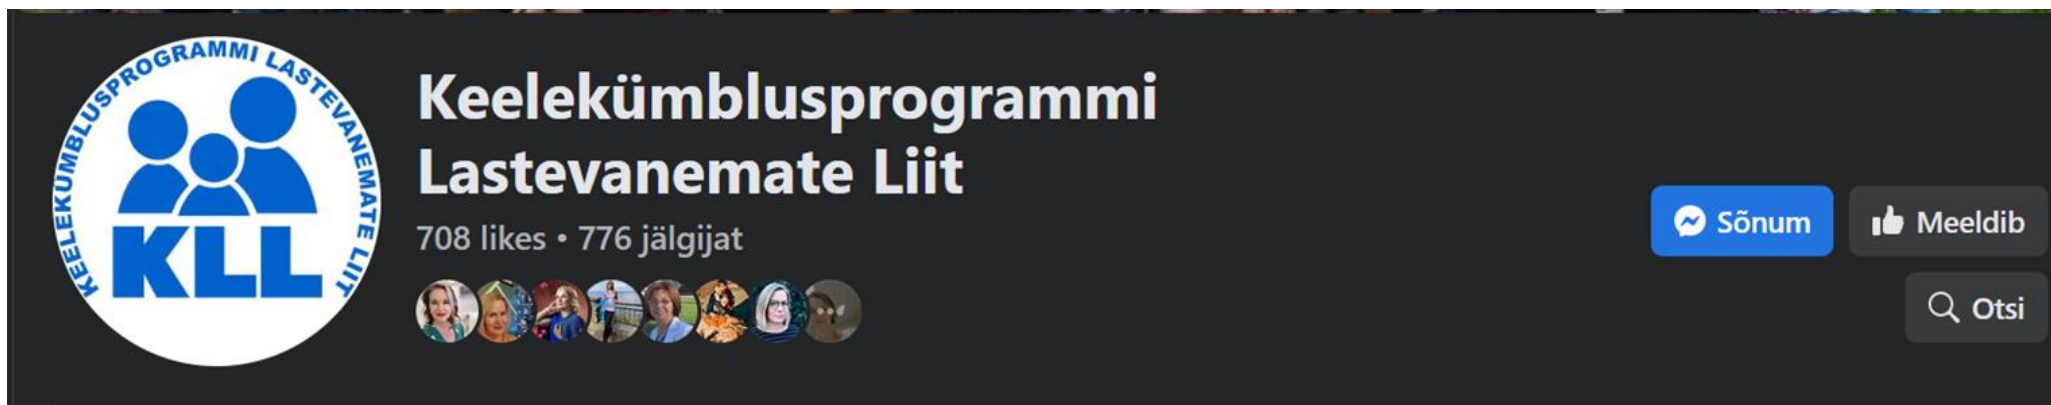 KEELEKÜMBLUSPROGRAMMI LASTEVANEMATE LIIT
KLL
Keelekümblusprogrammi
Lastevanemate Liit
708 likes • 776 jälgijat
Sõnum
Meeldib
Otsi